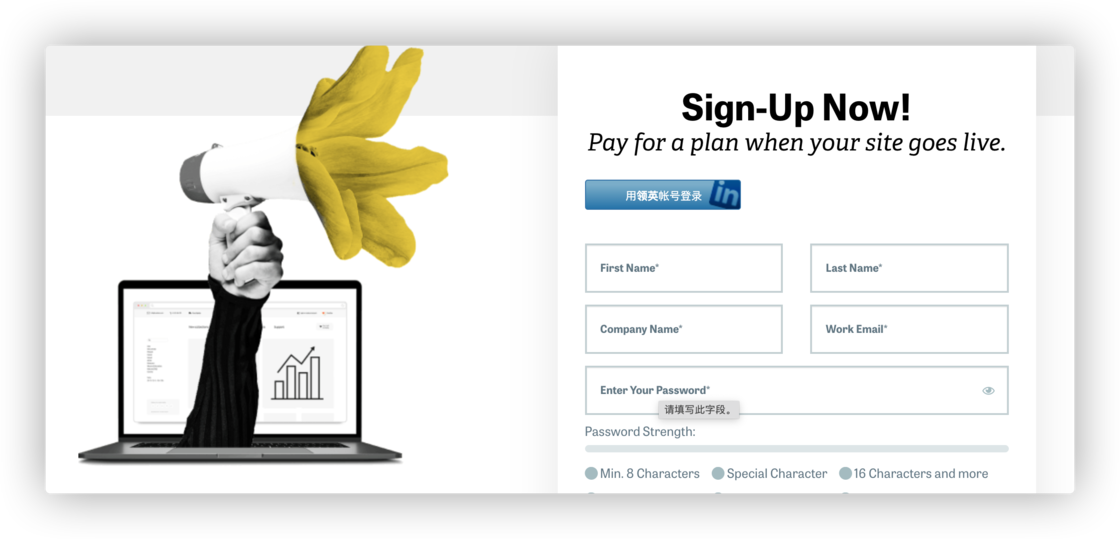 Sign-Up Now!
Pay for a plan when your site goes live.
用领英帐号登录 in
First Name*
Last Name*
Company Name*
Work Email*
Enter Your Password*
请填写此字段。
Password Strength:
Min. 8 Characters
Special Character
16 Characters and more